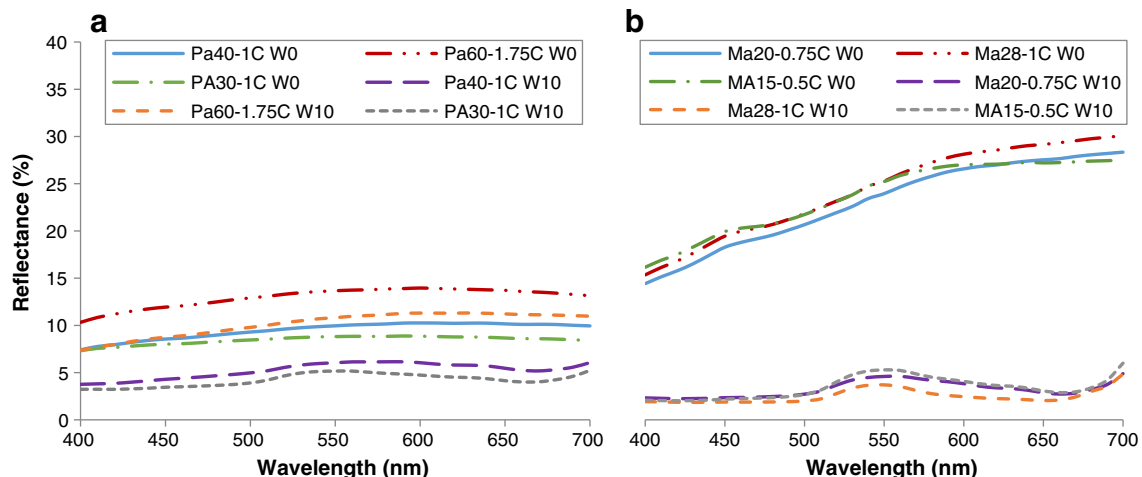 a
Pa40-1C W0 Pa60-1.75C W0
PA30-1C W0 Pa40-1C W10
Pa60-1.75C W10 PA30-1C W10
40
35
30
25
20
15
10
5
0
Reflectance (%)
400 450 500 550 600 650 700
Wavelength (nm)
b
Ma20-0.75C W0 Ma28-1C W0
MA15-0.5C W0 Ma20-0.75C W10
Ma28-1C W10 MA15-0.5C W10
400 450 500 550 600 650 700
Wavelength (nm)